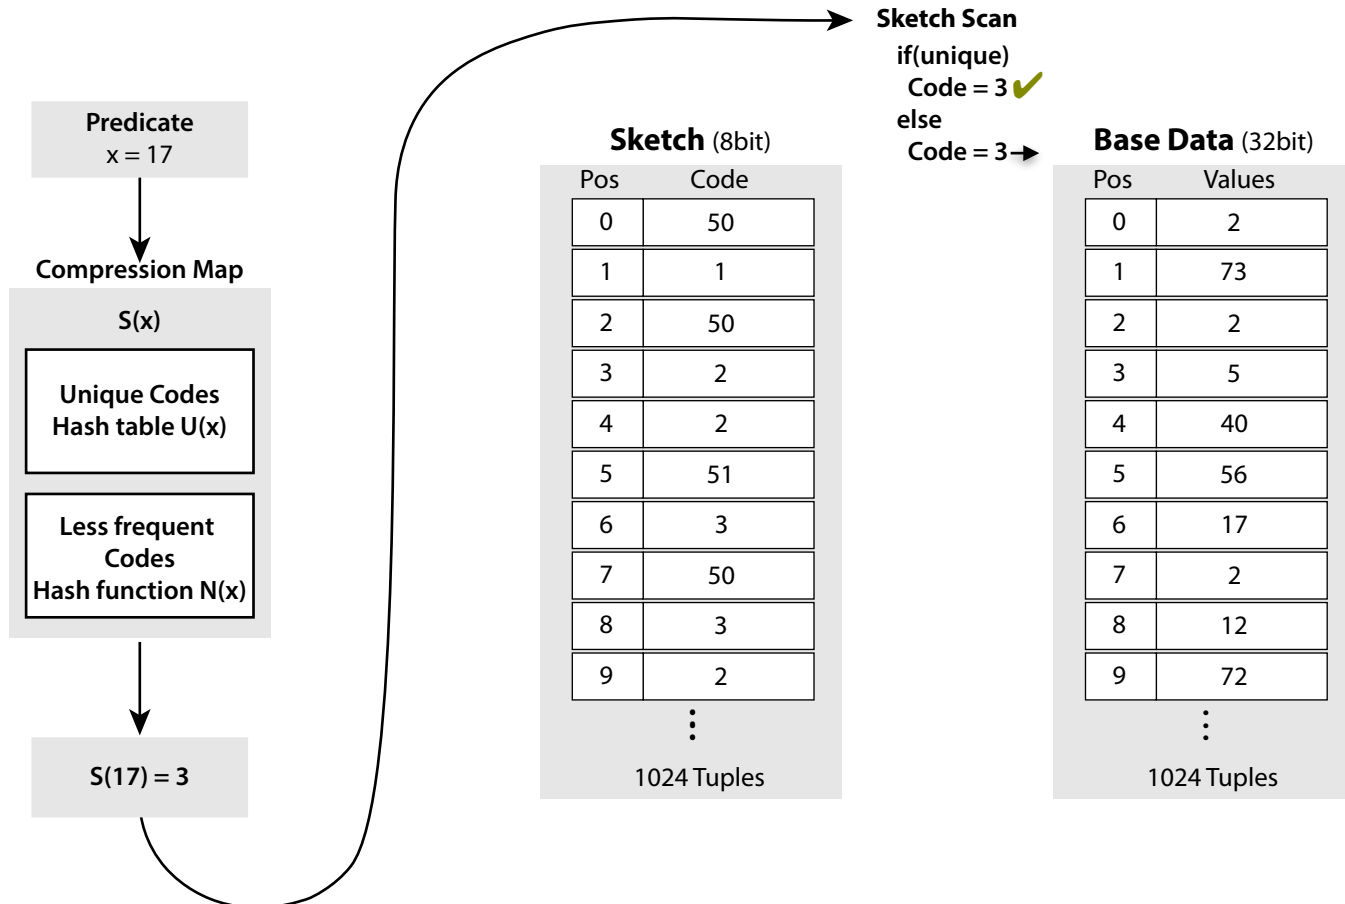 Predicate
x = 17
Compression Map
S(x)
Unique Codes
Hash table U(x)
Less frequent
Codes
Hash function N(x)
S(17) = 3
Sketch Scan
if(unique)
Code = 3
else
Code = 3
Sketch (8bit)
Pos Code
0 50
1 1
2 50
3 2
4 2
5 51
6 3
7 50
8 3
9 2
1024 Tuples
Base Data (32bit)
Pos Values
0 2
1 73
2 2
3 5
4 40
5 56
6 17
7 2
8 12
9 72
1024 Tuples